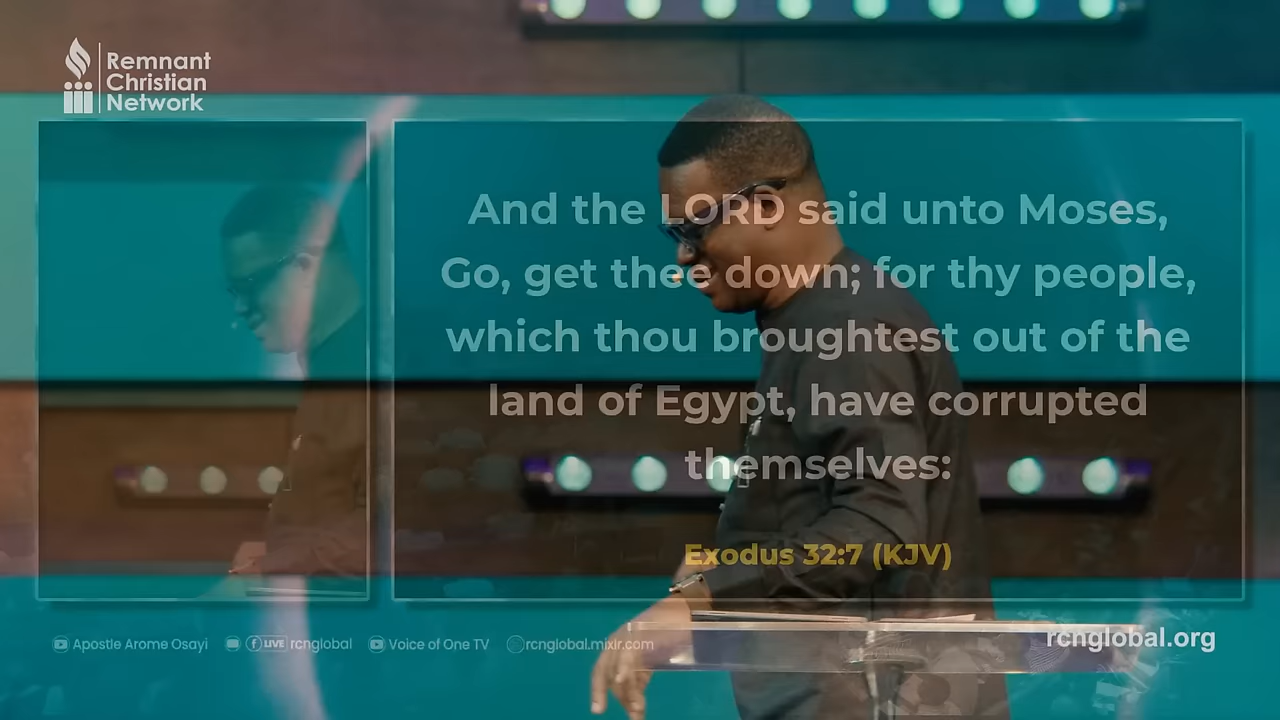 Remnant
Christian
Network
And the LORD said unto Moses,
Go, get thee down; for thy people,
which thou broughtest out of the
land of Egypt, have corrupted
themselves:
Exodus 32:7 (KJV)
Apostle Arome Osayi f LIVE rcnglobal Voice of One TV rcnglobal.mixlr.com
rcnglobal.org